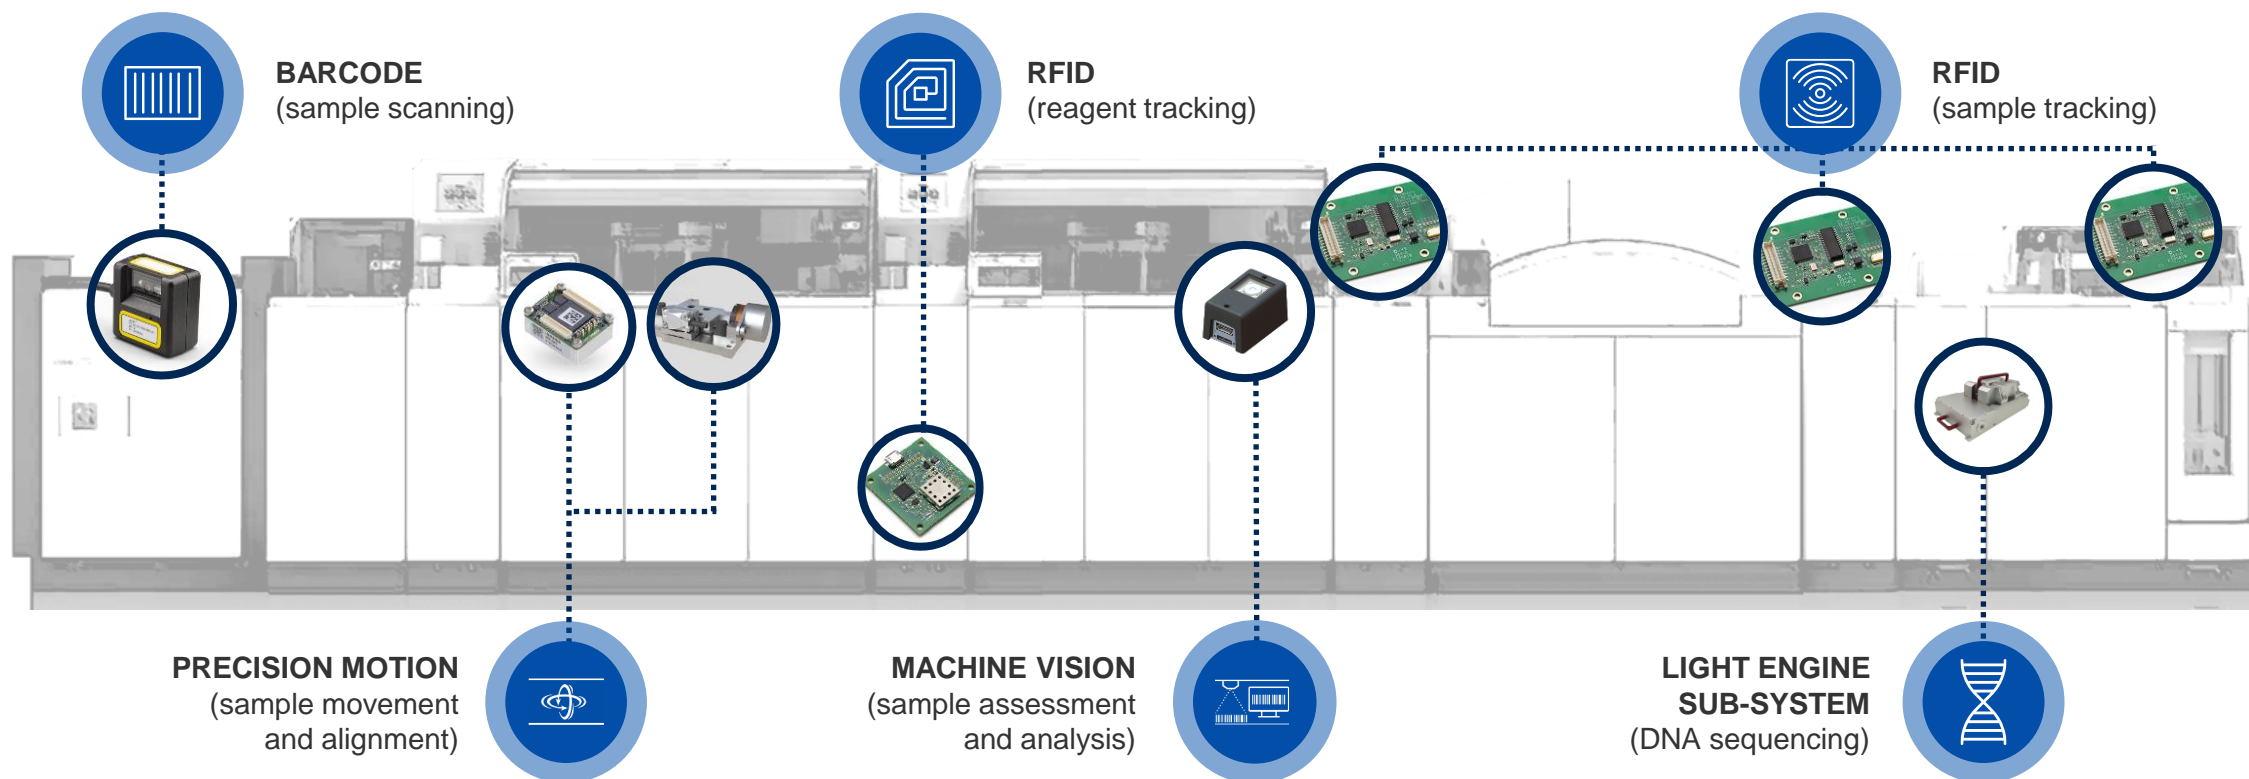 BARCODE
(sample scanning)
RFID
(reagent tracking)
RFID
(sample tracking)
PRECISION MOTION
(sample movement
and alignment)
MACHINE VISION
(sample assessment
and analysis)
LIGHT ENGINE
SUB-SYSTEM
(DNA sequencing)